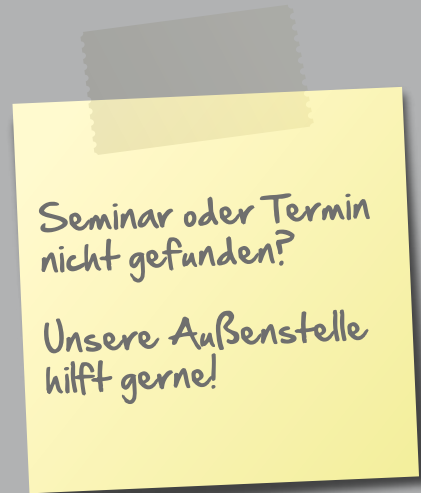 Seminar oder Termin
nicht gefunden?
Unsere Außenstelle
hilft gerne!